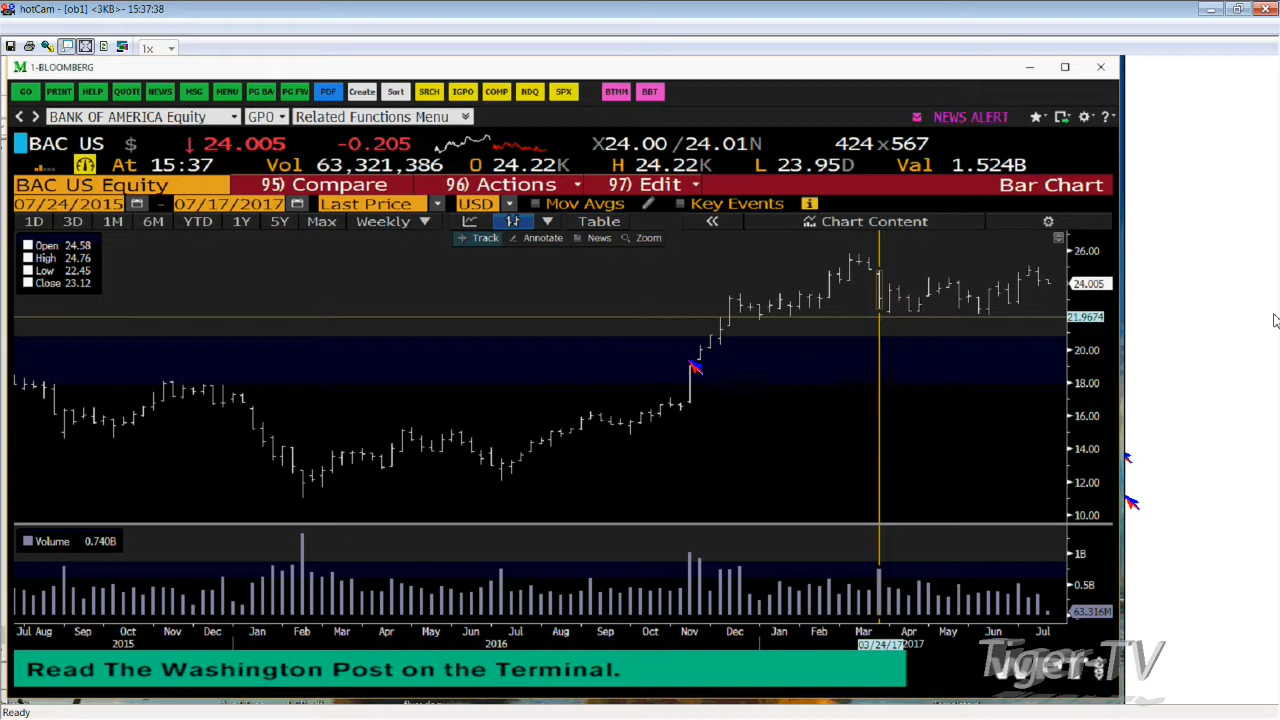 hotCam - [ob1] <3KB>- 15:37:38
1x
1-BLOOMBERG
GO PRINT HELP QUOTE NEWS MSG MENU PG BA PG FW PDF Create Sort SRCH IGPO COMP NDQ SPX BTMM BBT
BANK OF AMERICA Equity GPO Related Functions Menu NEWS ALERT
BAC US $ ↓ 24.005 -0.205 X24.00 /24.01N 424 x567
At 15:37 Vol 63,321,386 O 24.22K H 24.22K L 23.95D Val 1.524B
BAC US Equity 95) Compare 96) Actions 97) Edit Bar Chart
07/24/2015 - 07/17/2017 Last Price USD Mov Avgs Key Events
1D 3D 1M 6M YTD 1Y 5Y Max Weekly Table Chart Content
Track Annotate News Zoom
Open 24.58
High 24.76
Low 22.45
Close 23.12
26.00
24.005
21.9674
20.00
18.00
16.00
14.00
12.00
10.00
Volume 0.740B
1B
0.5B
63.316M
Jul Aug Sep Oct Nov Dec Jan Feb Mar Apr May Jun Jul Aug Sep Oct Nov Dec Jan Feb Mar Apr May Jun Jul
2015 2016 03/24/17 2017
Read The Washington Post on the Terminal.
Tiger-TV
Ready